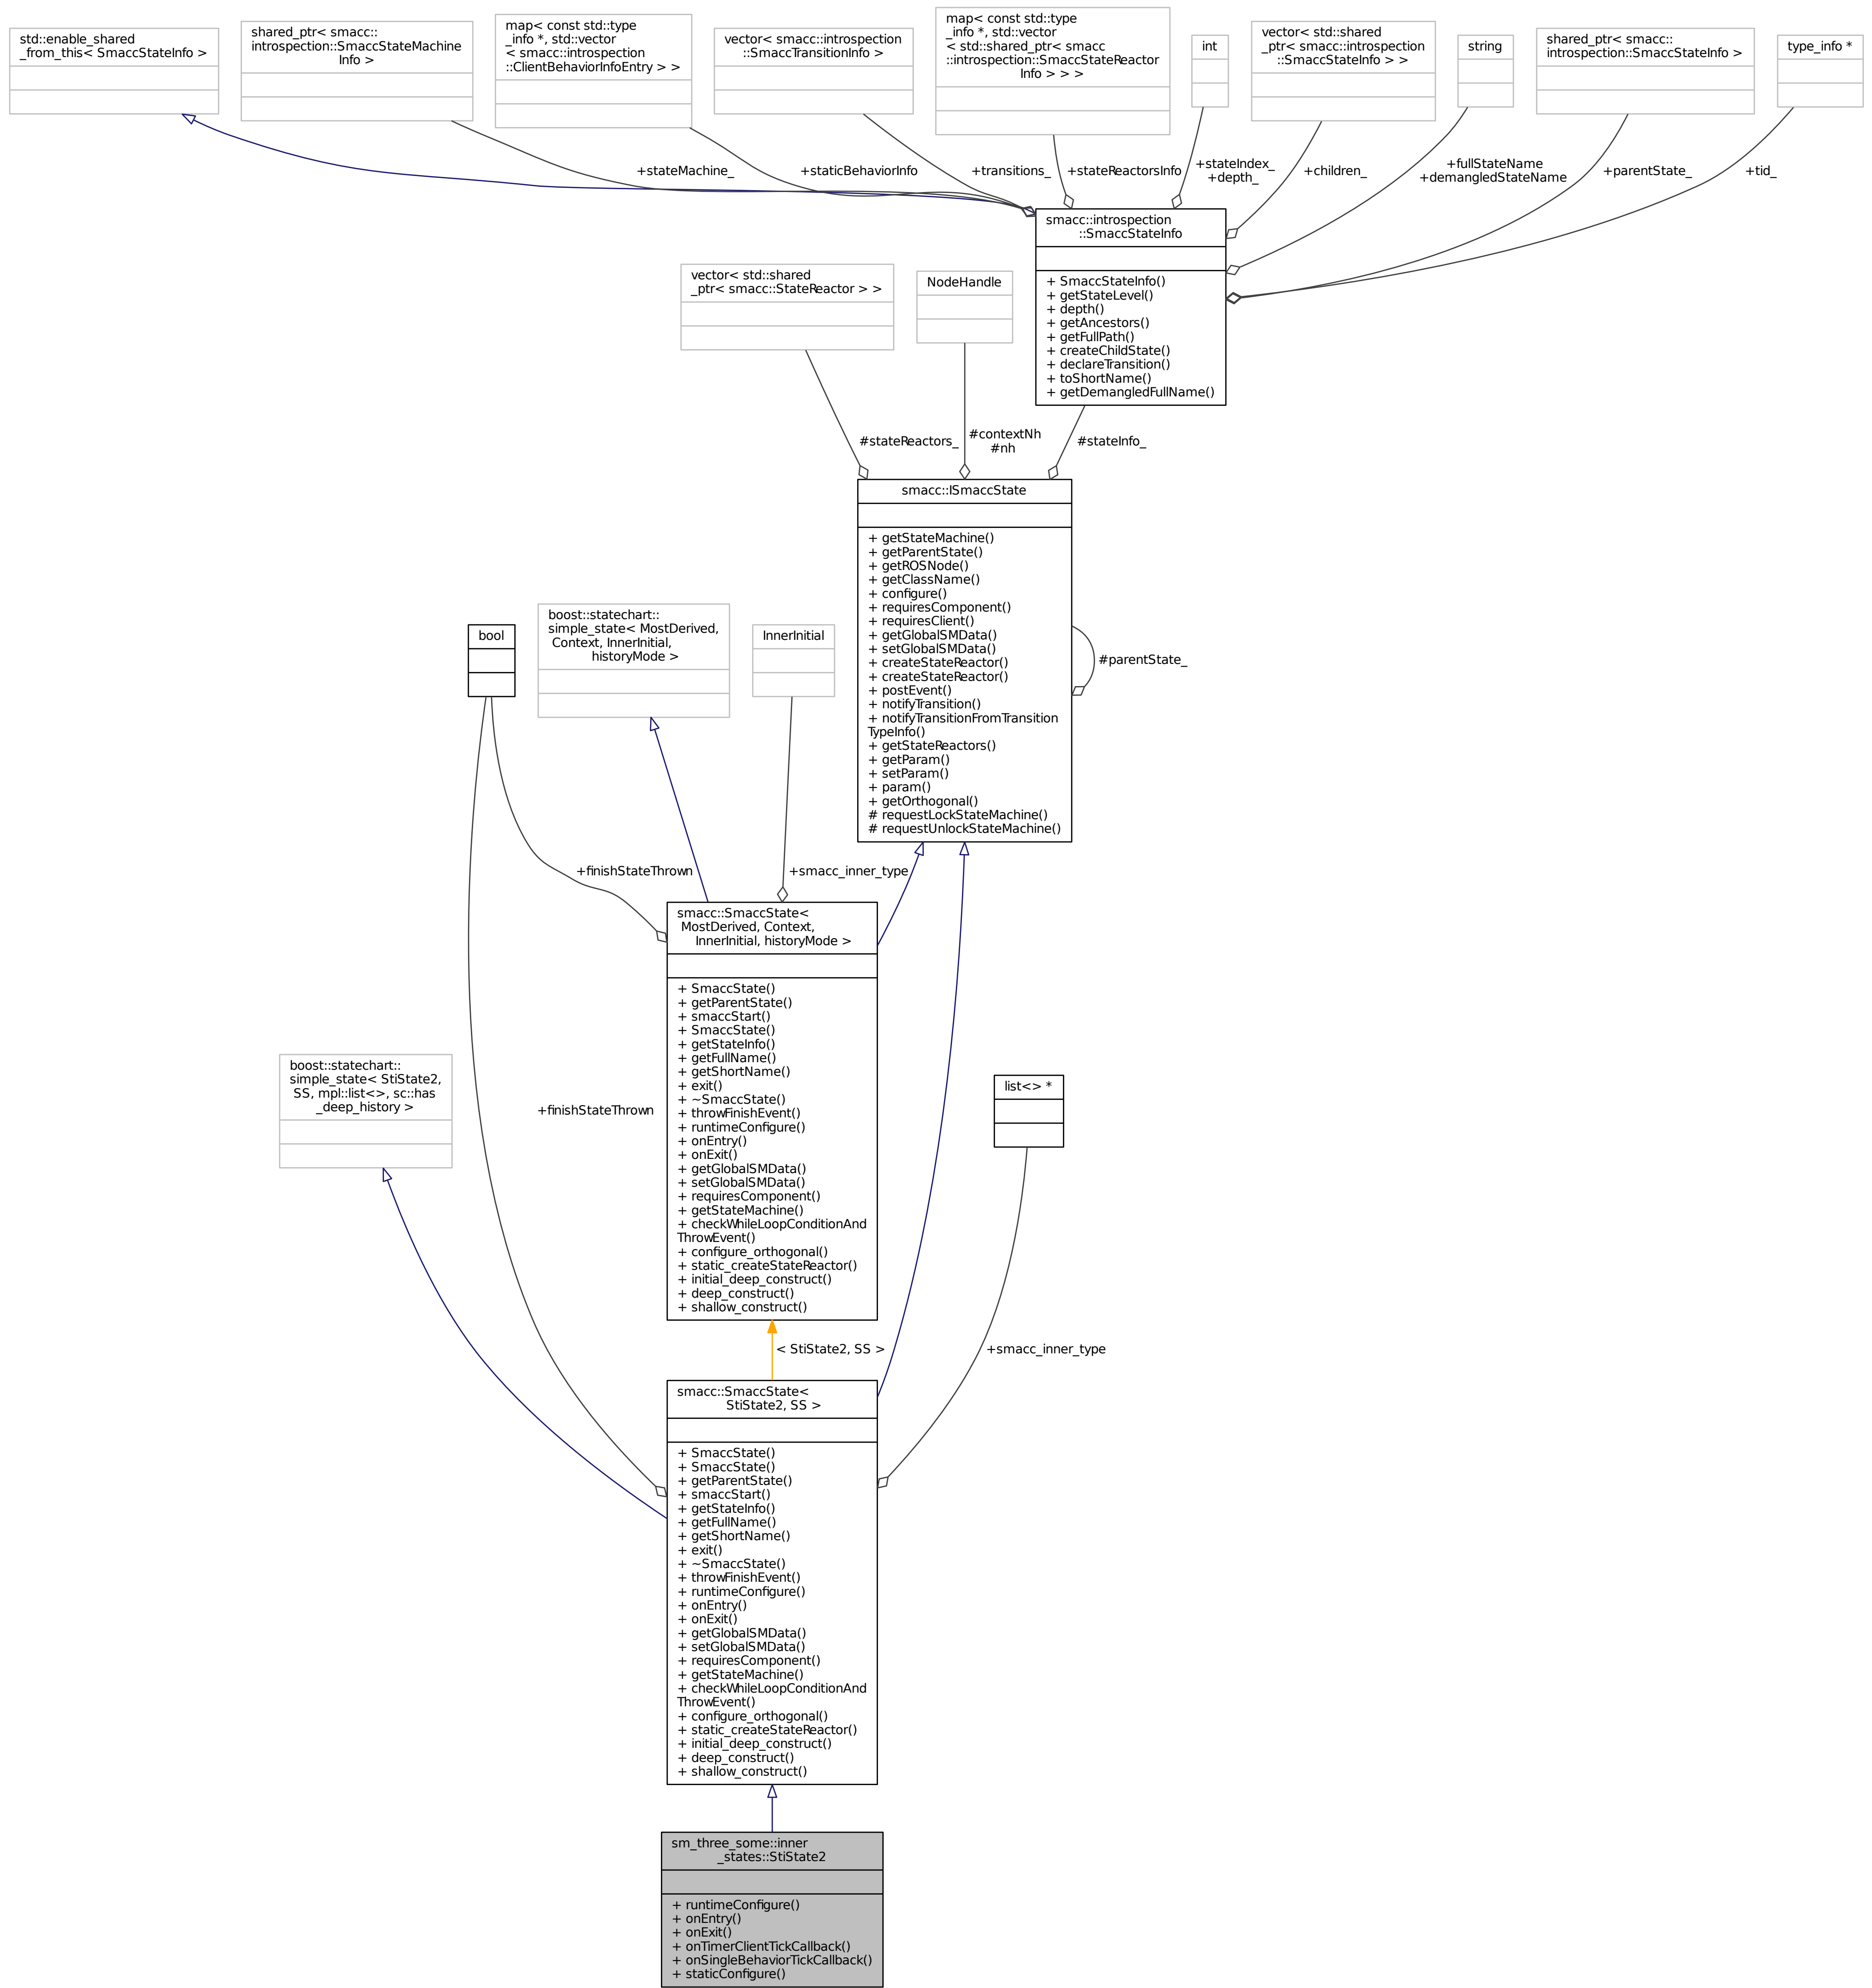 std::enable_shared
_from_this< SmaccStateInfo >
shared_ptr< smacc::
introspection::SmaccStateMachine
Info >
map< const std::type
_info *, std::vector
< smacc::introspection
::ClientBehaviorInfoEntry > >
vector< smacc::introspection
::SmaccTransitionInfo >
map< const std::type
_info *, std::vector
< std::shared_ptr< smacc
::introspection::SmaccStateReactor
Info > > >
int
vector< std::shared
_ptr< smacc::introspection
::SmaccStateInfo > >
string
shared_ptr< smacc::
introspection::SmaccStateInfo >
type_info *
+stateMachine_
+staticBehaviorInfo
+transitions_
+stateReactorsInfo
+stateIndex_
+depth_
+children_
+fullStateName
+demangledStateName
+parentState_
+tid_
smacc::introspection
::SmaccStateInfo
+ SmaccStateInfo()
+ getStateLevel()
+ depth()
+ getAncestors()
+ getFullPath()
+ createChildState()
+ declareTransition()
+ toShortName()
+ getDemangledFullName()
vector< std::shared
_ptr< smacc::StateReactor > >
NodeHandle
#stateReactors_
#contextNh
#nh
#stateInfo_
smacc::ISmaccState
+ getStateMachine()
+ getParentState()
+ getROSNode()
+ getClassName()
+ configure()
+ requiresComponent()
+ requiresClient()
+ getGlobalSMData()
+ setGlobalSMData()
+ createStateReactor()
+ createStateReactor()
+ postEvent()
+ notifyTransition()
+ notifyTransitionFromTransition
TypeInfo()
+ getStateReactors()
+ getParam()
+ setParam()
+ param()
+ getOrthogonal()
# requestLockStateMachine()
# requestUnlockStateMachine()
#parentState_
bool
boost::statechart::
simple_state< MostDerived,
Context, InnerInitial,
historyMode >
InnerInitial
+finishStateThrown
+smacc_inner_type
smacc::SmaccState<
MostDerived, Context,
InnerInitial, historyMode >
+ SmaccState()
+ getParentState()
+ smaccStart()
+ SmaccState()
+ getStateInfo()
+ getFullName()
+ getShortName()
+ exit()
+ ~SmaccState()
+ throwFinishEvent()
+ runtimeConfigure()
+ onEntry()
+ onExit()
+ getGlobalSMData()
+ setGlobalSMData()
+ requiresComponent()
+ getStateMachine()
+ checkWhileLoopConditionAnd
ThrowEvent()
+ configure_orthogonal()
+ static_createStateReactor()
+ initial_deep_construct()
+ deep_construct()
+ shallow_construct()
boost::statechart::
simple_state< StiState2,
SS, mpl::list<>, sc::has
_deep_history >
+finishStateThrown
list<> *
< StiState2, SS >
+smacc_inner_type
smacc::SmaccState<
StiState2, SS >
+ SmaccState()
+ SmaccState()
+ getParentState()
+ smaccStart()
+ getStateInfo()
+ getFullName()
+ getShortName()
+ exit()
+ ~SmaccState()
+ throwFinishEvent()
+ runtimeConfigure()
+ onEntry()
+ onExit()
+ getGlobalSMData()
+ setGlobalSMData()
+ requiresComponent()
+ getStateMachine()
+ checkWhileLoopConditionAnd
ThrowEvent()
+ configure_orthogonal()
+ static_createStateReactor()
+ initial_deep_construct()
+ deep_construct()
+ shallow_construct()
sm_three_some::inner
_states::StiState2
+ runtimeConfigure()
+ onEntry()
+ onExit()
+ onTimerClientTickCallback()
+ onSingleBehaviorTickCallback()
+ staticConfigure()